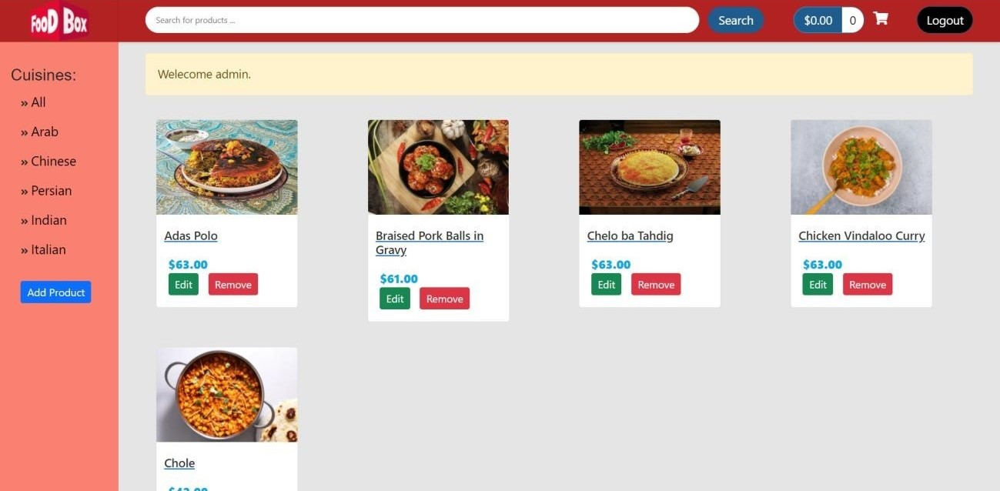 FooD Box
Search for products ...
Search
$0.00 0
Logout
Cuisines:
» All
» Arab
» Chinese
» Persian
» Indian
» Italian
Add Product
Welecome admin.
Adas Polo
$63.00
Edit Remove
Braised Pork Balls in
Gravy
$61.00
Edit Remove
Chelo ba Tahdig
$63.00
Edit Remove
Chicken Vindaloo Curry
$63.00
Edit Remove
Chole